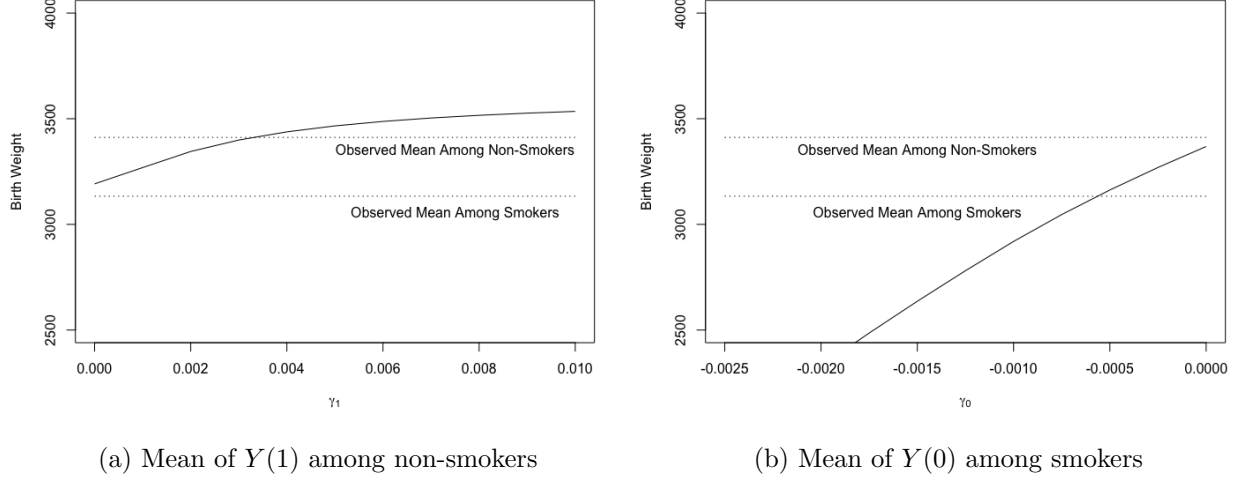 4000
3500
3000
2500
Birth Weight
Observed Mean Among Non-Smokers
Observed Mean Among Smokers
0.000 0.002 0.004 0.006 0.008 0.010
γ₁
(a) Mean of Y(1) among non-smokers
4000
3500
3000
2500
Birth Weight
Observed Mean Among Non-Smokers
Observed Mean Among Smokers
-0.0025 -0.0020 -0.0015 -0.0010 -0.0005 0.0000
γ₀
(b) Mean of Y(0) among smokers